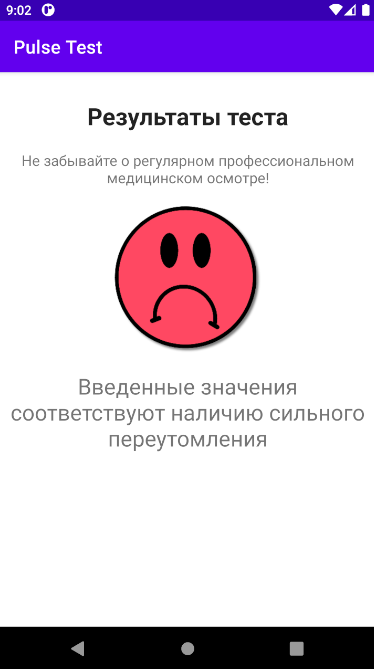 9:02
Pulse Test
Результаты теста
Не забывайте о регулярном профессиональном
медицинском осмотре!
Введенные значения
соответствуют наличию сильного
переутомления